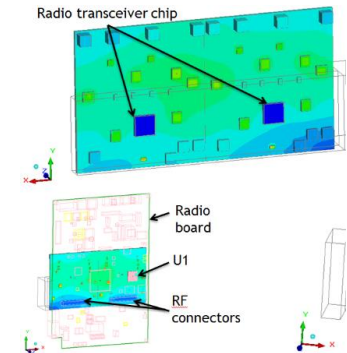 Radio transceiver chip
Y
Z
X
Radio
board
U1
RF
connectors
Y
X
Y
X